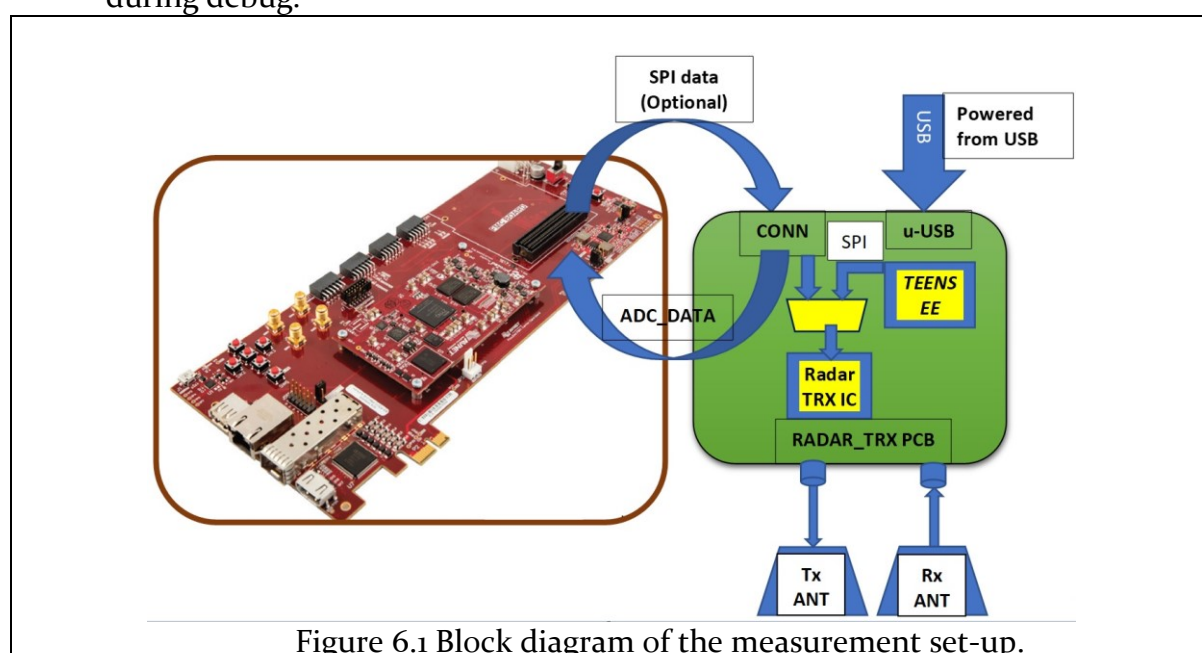 during debug.
SPI data
(Optional)
USB
Powered
from USB
CONN
SPI
u-USB
TEENS
EE
ADC_DATA
Radar
TRX IC
RADAR_TRX PCB
Tx
ANT
Rx
ANT
Figure 6.1 Block diagram of the measurement set-up.